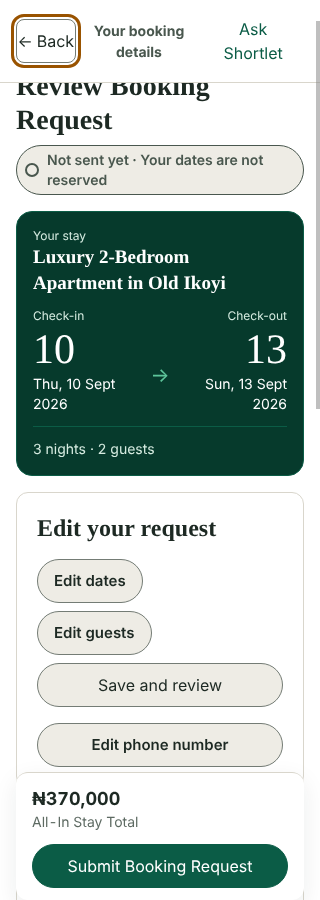 ← Back
Your booking
details
Ask
Shortlet
Review Booking
Request
Not sent yet · Your dates are not
reserved
Your stay
Luxury 2-Bedroom
Apartment in Old Ikoyi
Check-in
Check-out
10
13
Thu, 10 Sept
2026
→
Sun, 13 Sept
2026
3 nights · 2 guests
Edit your request
Edit dates
Edit guests
Save and review
Edit phone number
₦370,000
All-In Stay Total
Submit Booking Request